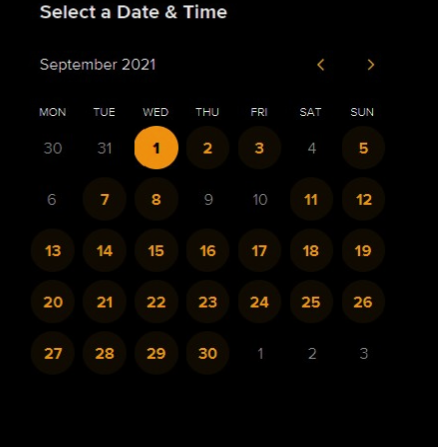 Select a Date & Time
September 2021
MON TUE WED THU FRI SAT SUN
30 31 1 2 3 4 5
6 7 8 9 10 11 12
13 14 15 16 17 18 19
20 21 22 23 24 25 26
27 28 29 30 1 2 3